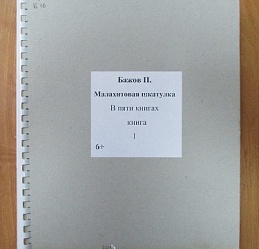 Бажов П.
Малахитовая шкатулка
В пяти книгах
книга
1
6+